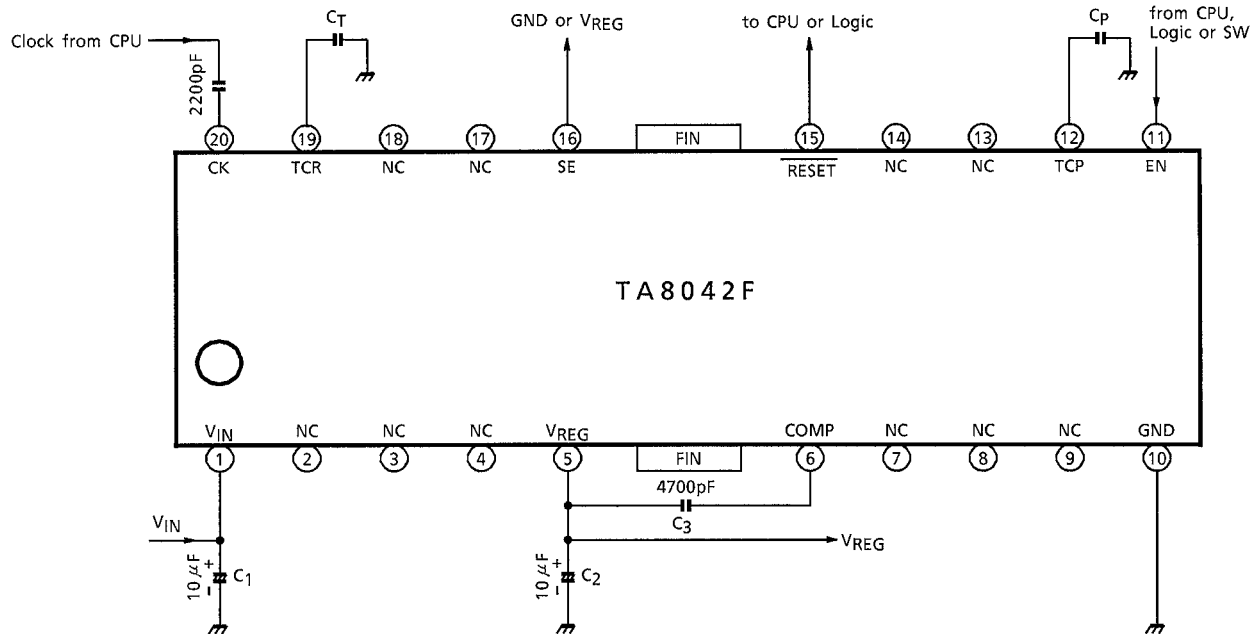 Clock from CPU
2200pF
CT
GND or VREG
to CPU or Logic
CP
from CPU,
Logic or SW
20 19 18 17 16 FIN 15 14 13 12 11
CK TCR NC NC SE RESET NC NC TCP EN
TA8042F
VIN NC NC NC VREG COMP NC NC NC GND
1 2 3 4 5 FIN 6 7 8 9 10
4700pF
C3
VIN
VREG
10μF + C1
10μF + C2